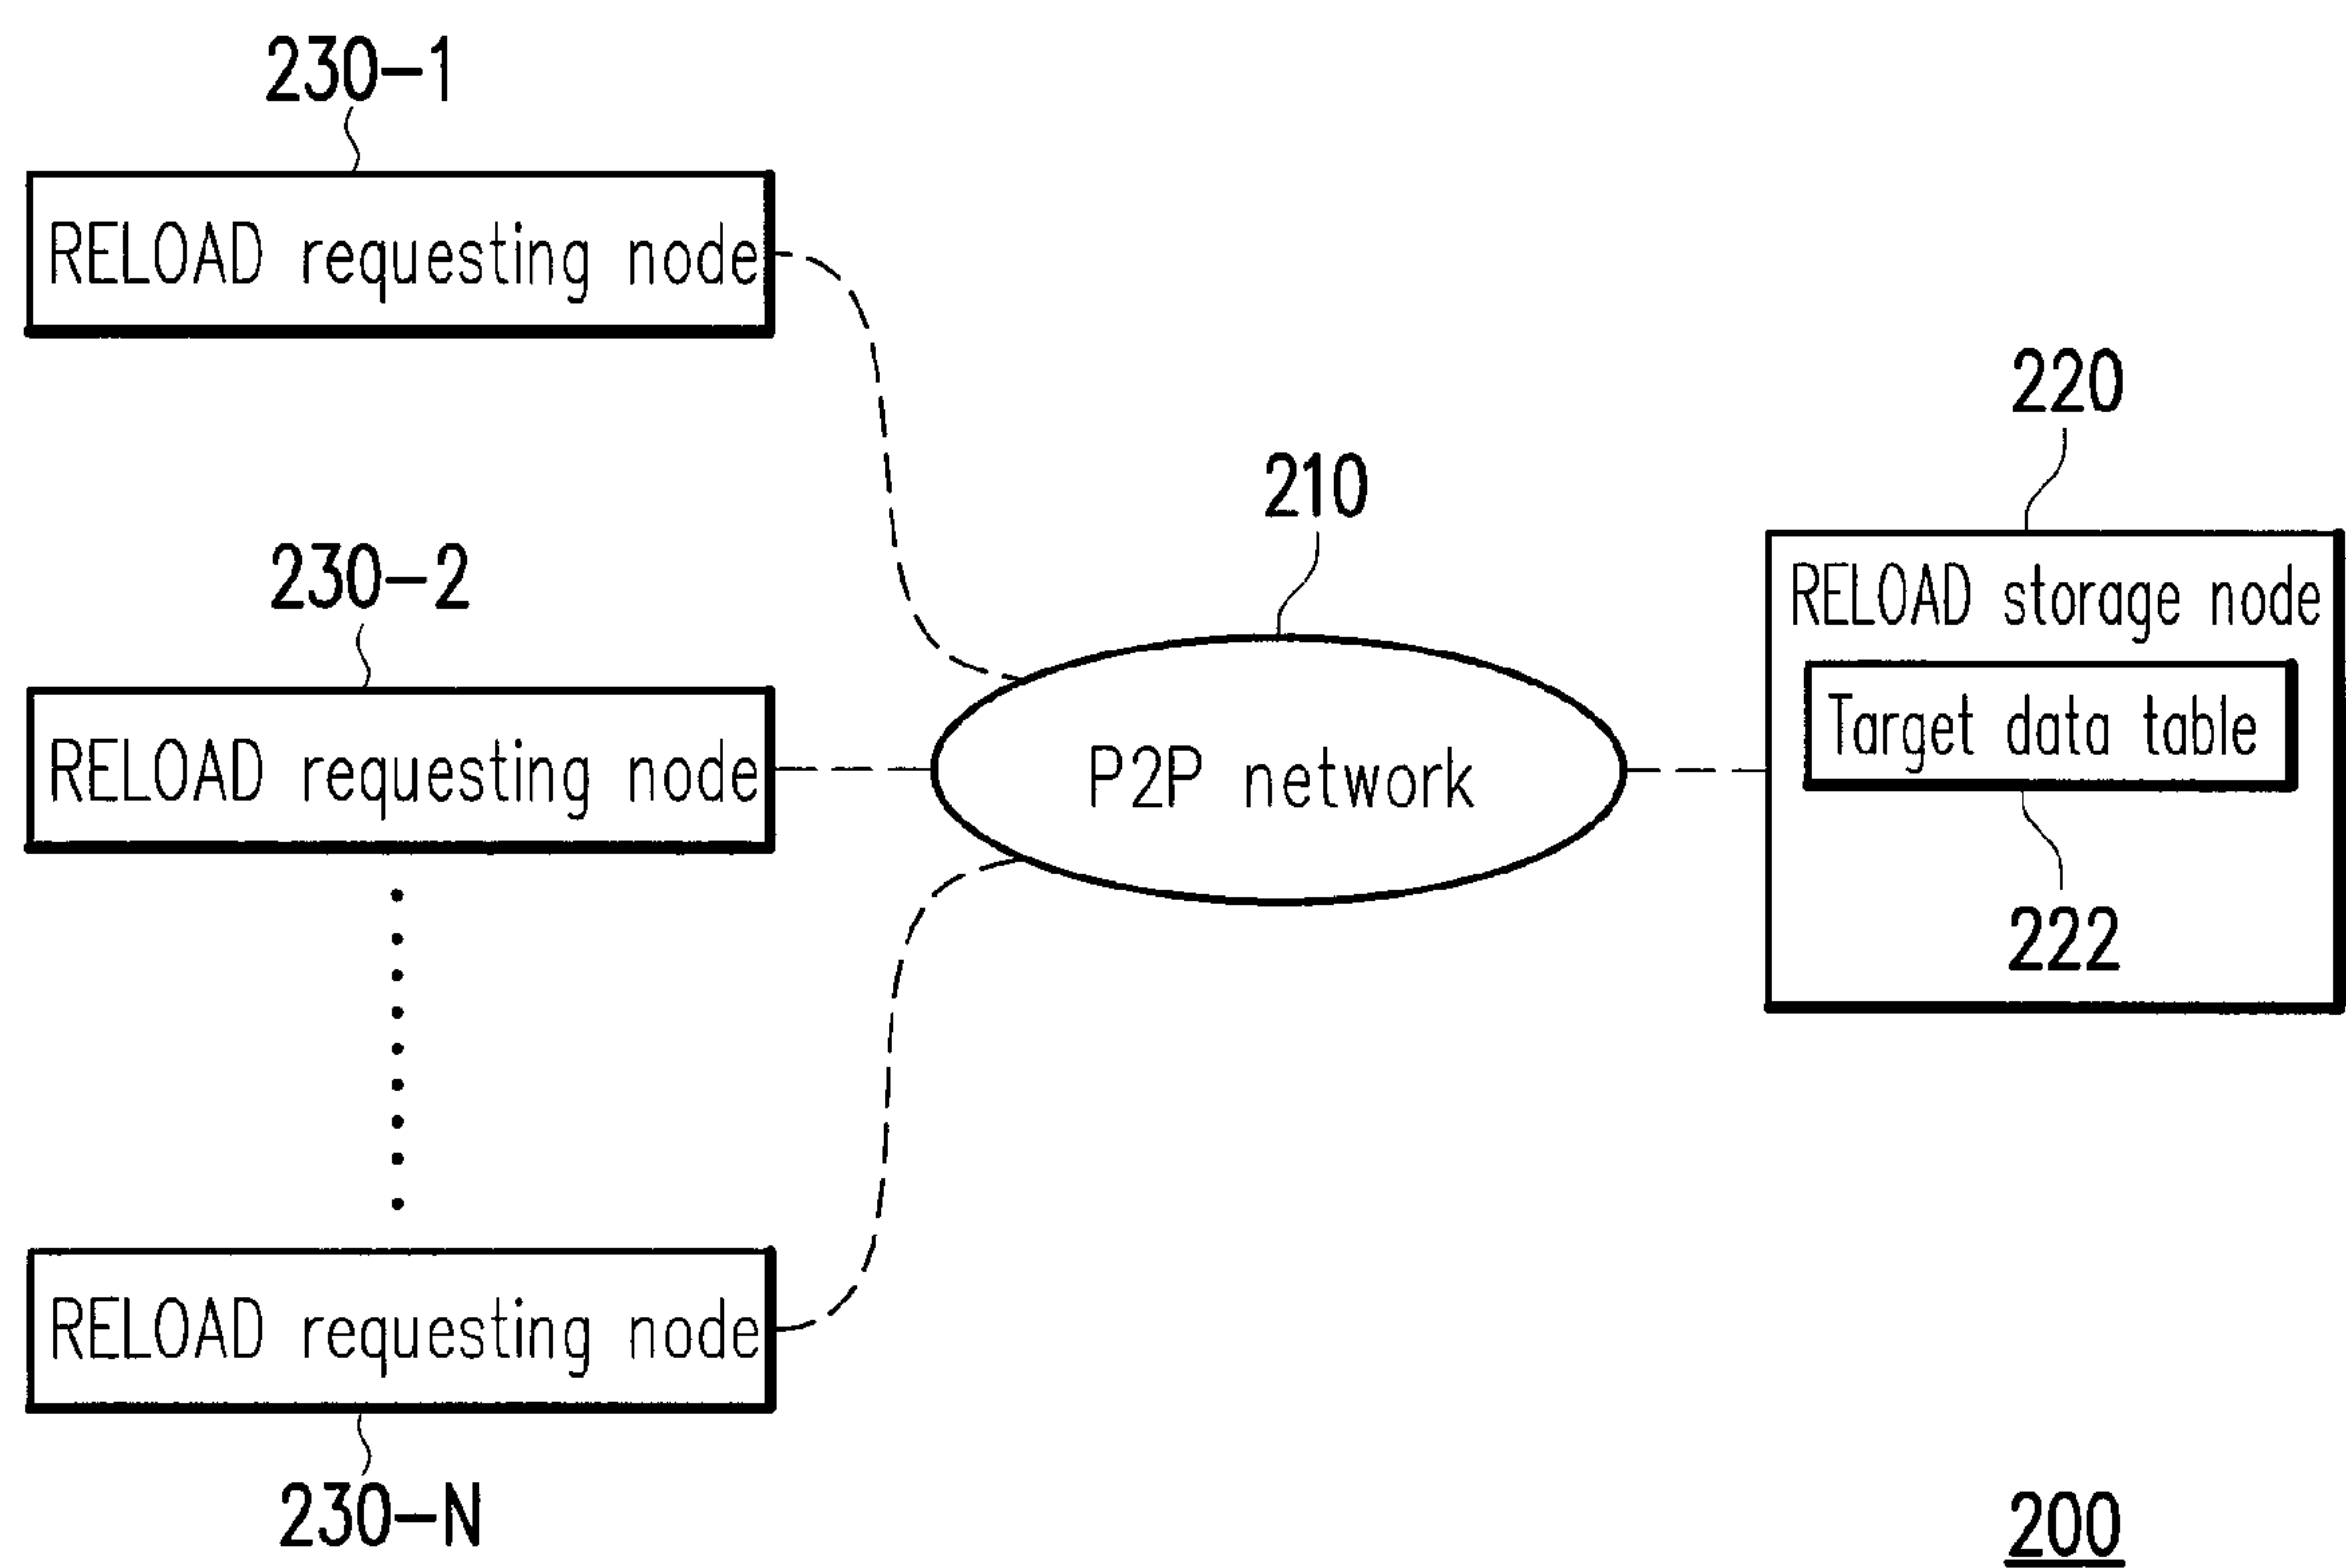 230-1
RELOAD requesting node
230-2
RELOAD requesting node
230-N
RELOAD requesting node
210
P2P network
220
RELOAD storage node
Target data table
222
200